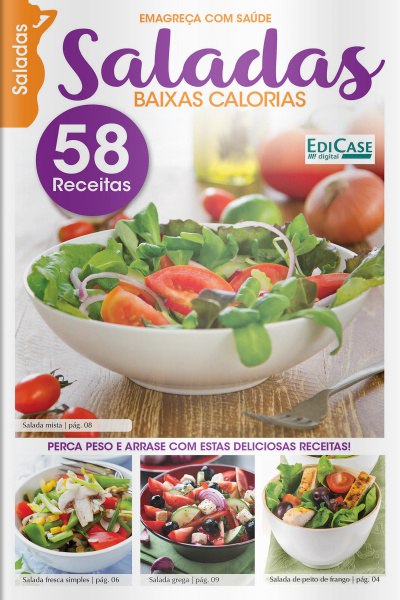 Saladas
EMAGREÇA COM SAÚDE
Saladas
BAIXAS CALORIAS
58
Receitas
EDICASE
digital
Saladas
Salada mista | pág. 08
PERCA PESO E ARRASE COM ESTAS DELICIOSAS RECEITAS!
Salada fresca simples | pág. 06
Salada grega | pág. 09
Salada de peito de frango | pág. 04